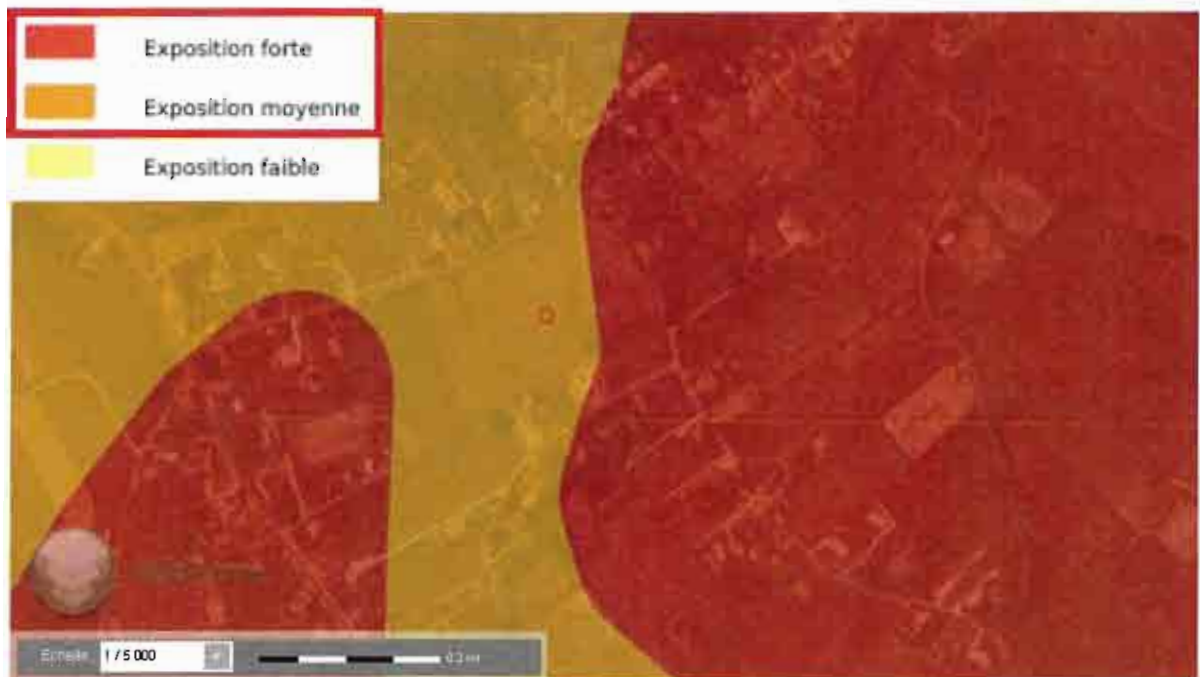 Exposition forte
Exposition moyenne
Exposition faible
Echelle 1 / 5 000